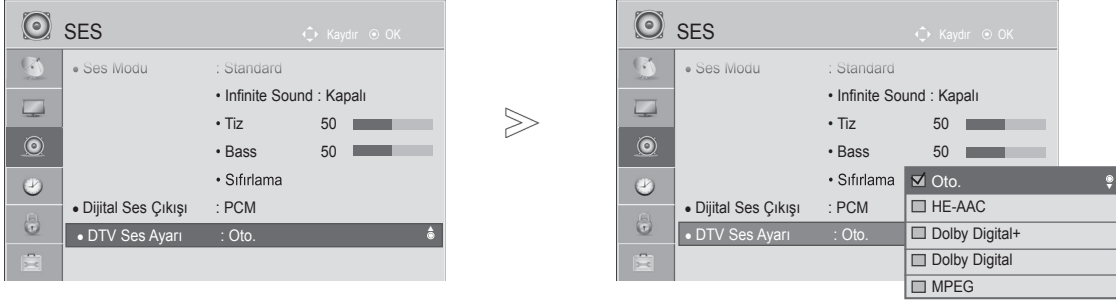 SES Kaydır OK
• Ses Modu : Standard
• Infinite Sound : Kapalı
• Tiz 50
• Bass 50
• Sıfırlama
• Dijital Ses Çıkışı : PCM
• DTV Ses Ayarı : Oto.
SES Kaydır OK
• Ses Modu : Standard
• Infinite Sound : Kapalı
• Tiz 50
• Bass 50
• Sıfırlama
• Dijital Ses Çıkışı : PCM
• DTV Ses Ayarı : Oto.
Oto.
HE-AAC
Dolby Digital+
Dolby Digital
MPEG